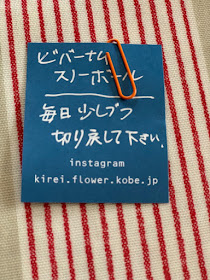 ビバーナム
スノーボール
毎日少しづつ
切り戻して下さい.
instagram
kirei.flower.kobe.jp